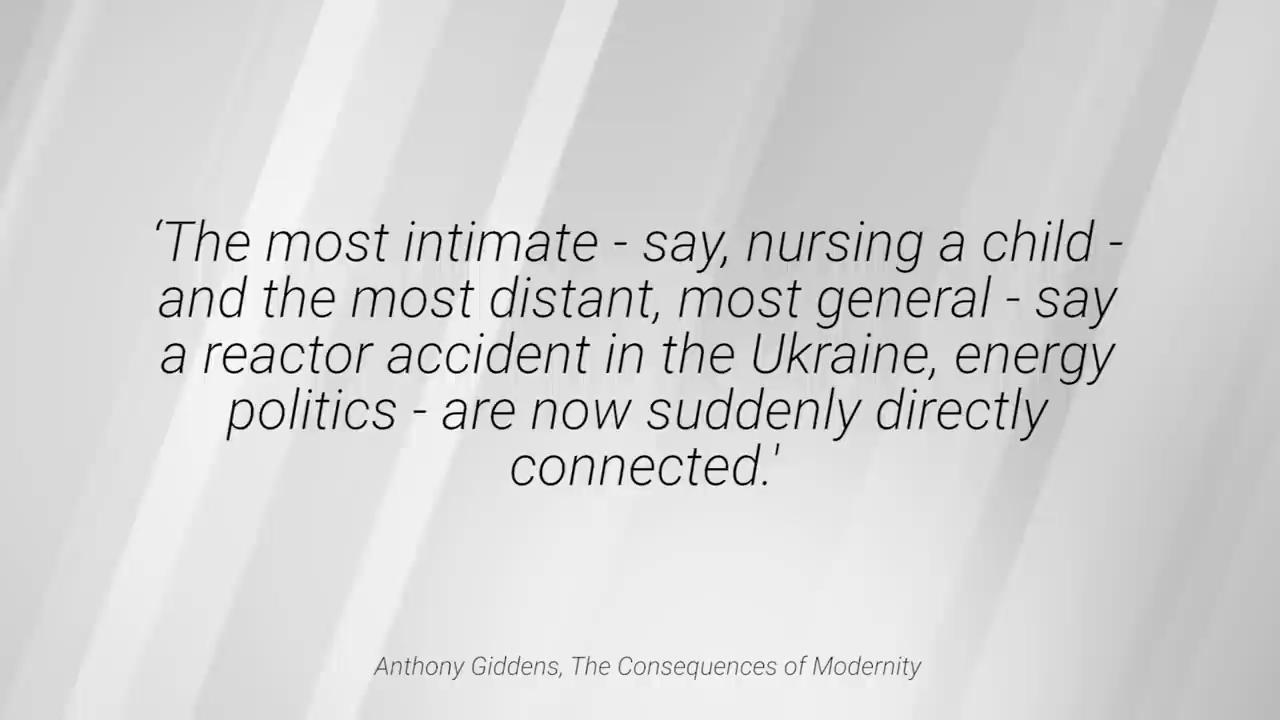 ‘The most intimate - say, nursing a child -
and the most distant, most general - say
a reactor accident in the Ukraine, energy
politics - are now suddenly directly
connected.'
Anthony Giddens, The Consequences of Modernity